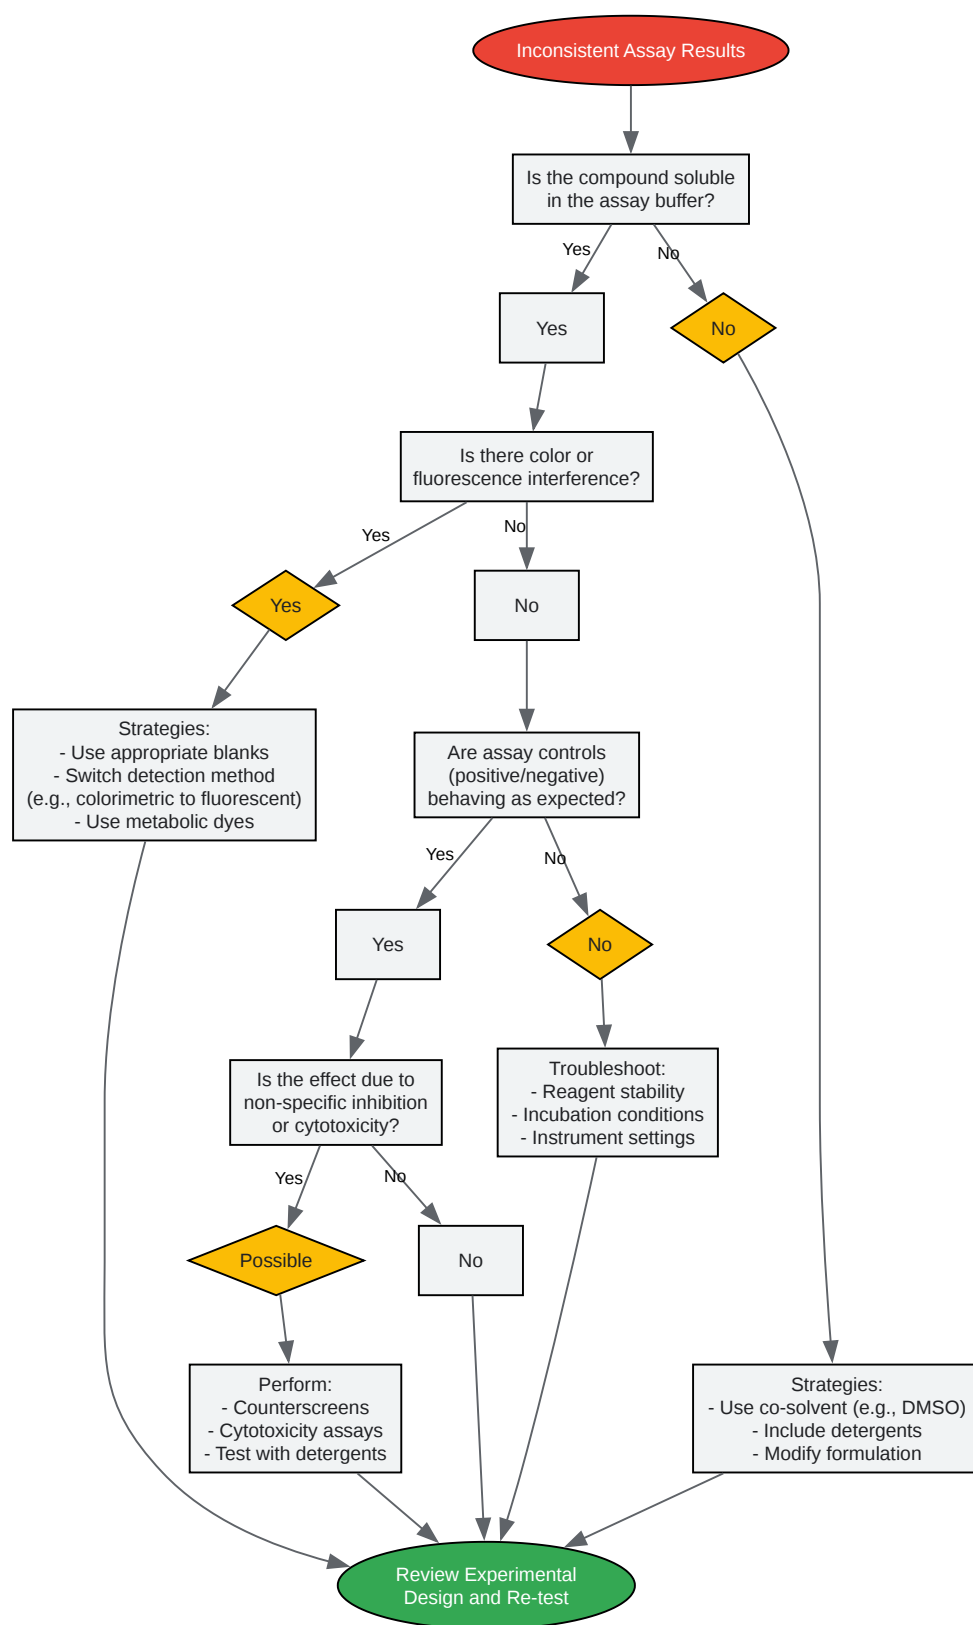 Inconsistent Assay Results
Is the compound soluble
in the assay buffer?
Yes
No
Yes
No
Is there color or
fluorescence interference?
Yes
No
Yes
No
Strategies:
- Use appropriate blanks
- Switch detection method
(e.g., colorimetric to fluorescent)
- Use metabolic dyes
Are assay controls
(positive/negative)
behaving as expected?
Yes
No
Yes
No
Is the effect due to
non-specific inhibition
or cytotoxicity?
Troubleshoot:
- Reagent stability
- Incubation conditions
- Instrument settings
Yes
No
Possible
No
Perform:
- Counterscreens
- Cytotoxicity assays
- Test with detergents
Strategies:
- Use co-solvent (e.g., DMSO)
- Include detergents
- Modify formulation
Review Experimental
Design and Re-test